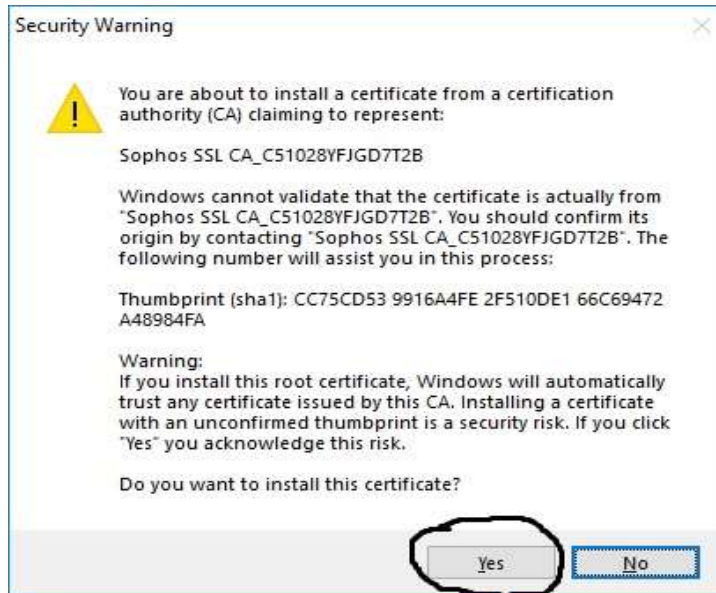 Security Warning
You are about to install a certificate from a certification
authority (CA) claiming to represent:
Sophos SSL CA_C51028YFJGD7T2B
Windows cannot validate that the certificate is actually from
"Sophos SSL CA_C51028YFJGD7T2B". You should confirm its
origin by contacting "Sophos SSL CA_C51028YFJGD7T2B". The
following number will assist you in this process:
Thumbprint (sha1): CC75CD53 9916A4FE 2F510DE1 66C69472
A48984FA
Warning:
If you install this root certificate, Windows will automatically
trust any certificate issued by this CA. Installing a certificate
with an unconfirmed thumbprint is a security risk. If you click
"Yes" you acknowledge this risk.
Do you want to install this certificate?
Yes No